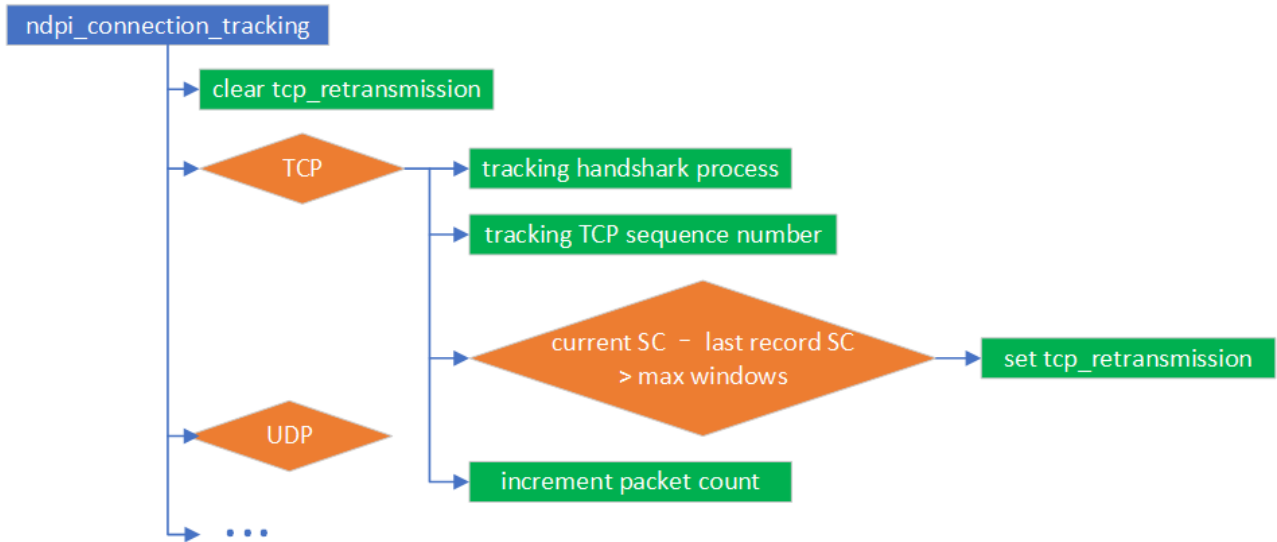 ndpi_connection_tracking
clear tcp_retransmission
TCP
tracking handshark process
tracking TCP sequence number
current SC - last record SC
> max windows
set tcp_retransmission
UDP
increment packet count
...